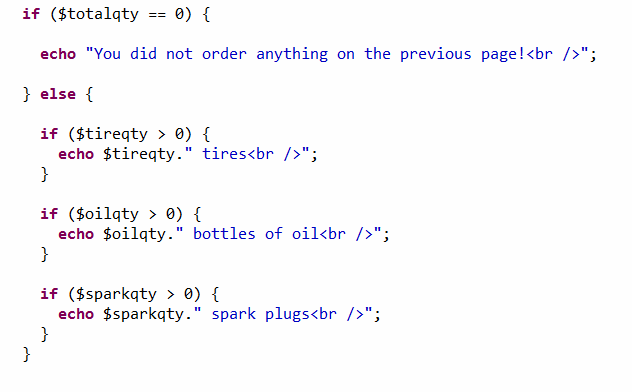 if ($totalqty == 0) {
echo "You did not order anything on the previous page!<br />";
} else {
if ($tireqty > 0) {
echo $tireqty." tires<br />";
}
if ($oilqty > 0) {
echo $oilqty." bottles of oil<br />";
}
if ($sparkqty > 0) {
echo $sparkqty." spark plugs<br />";
}
}